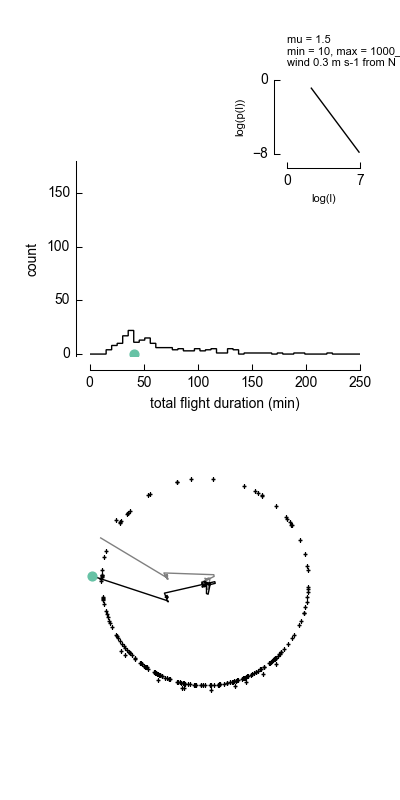 mu = 1.5
min = 10, max = 1000_
wind 0.3 m s-1 from N
0
log(p(l))
−8
0
7
log(l)
150
100
50
0
count
0
50
100
150
200
250
total flight duration (min)